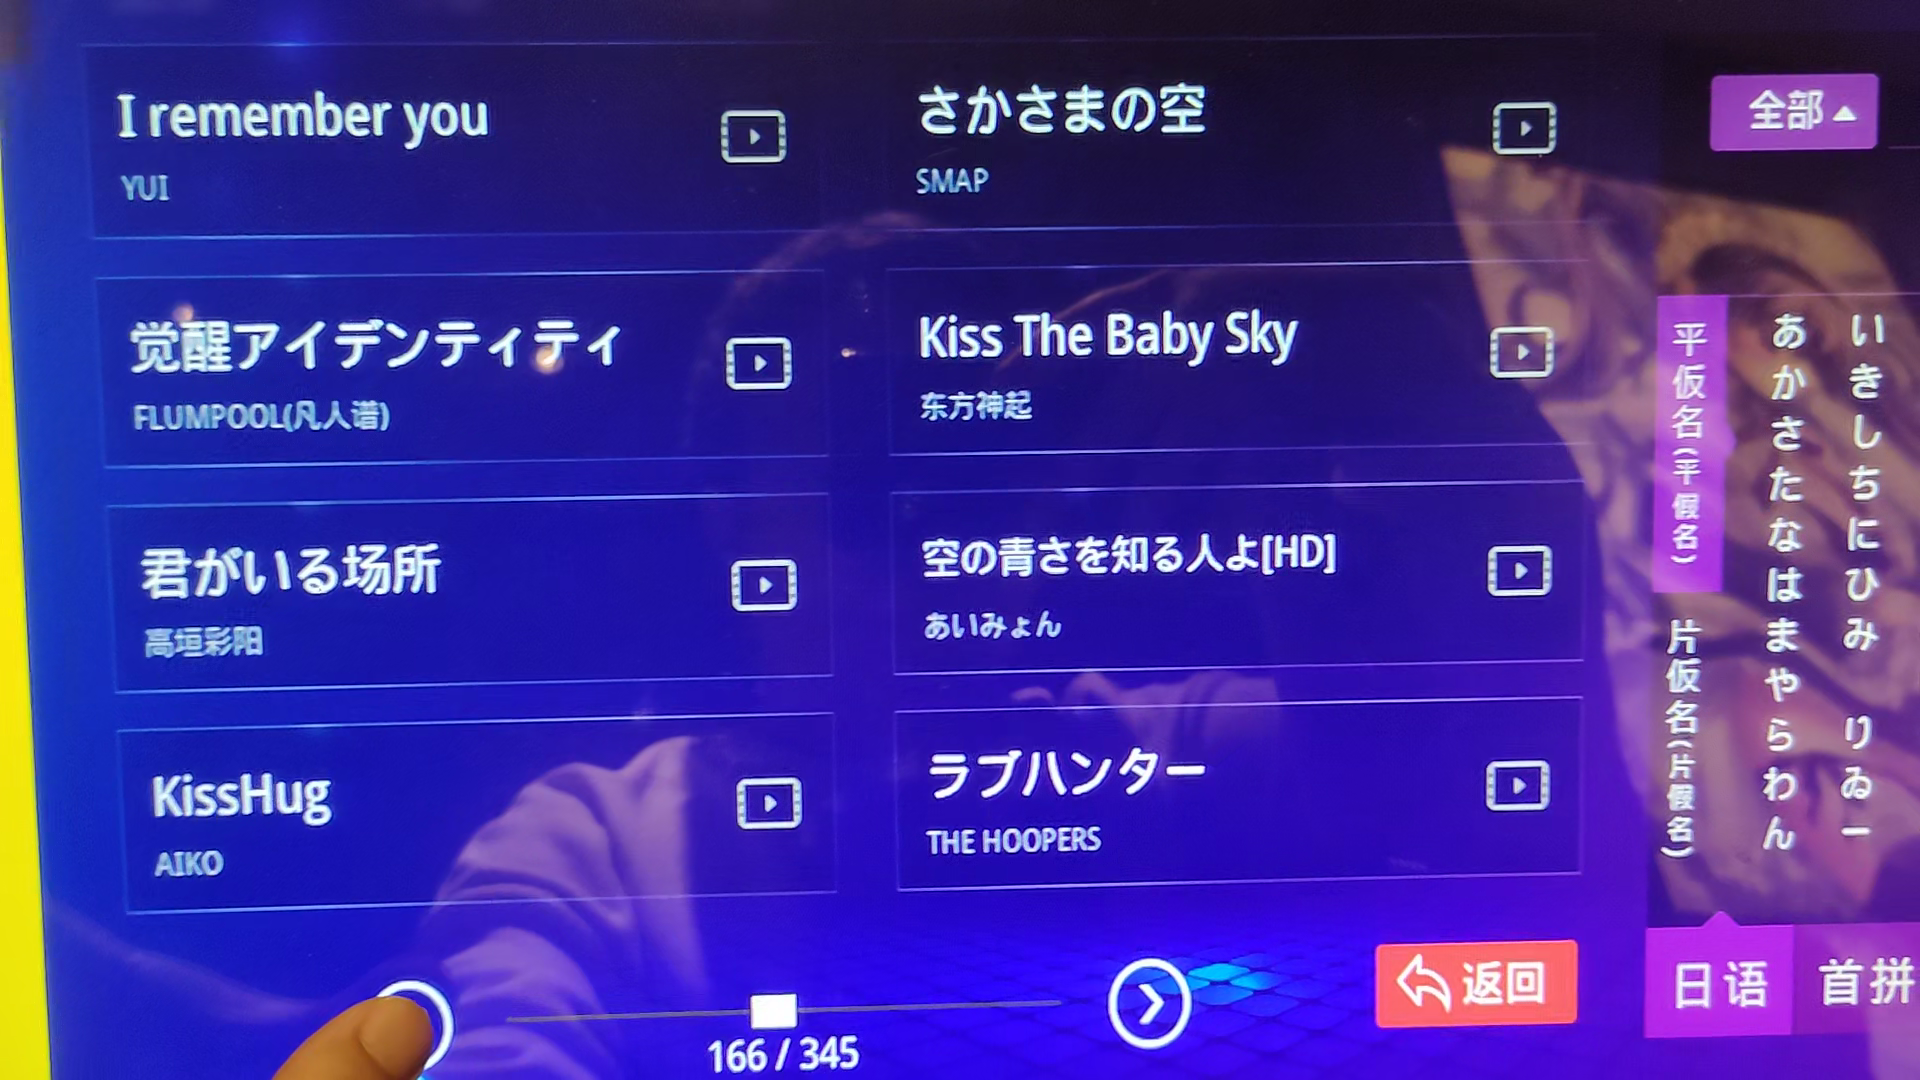 I remember you
YUI
さかさまの空
SMAP
觉醒アイデンティティ
FLUMPOOL(凡人谱)
Kiss The Baby Sky
东方神起
君がいる场所
高垣彩阳
空の青さを知る人よ[HD]
あいみょん
KissHug
AIKO
ラブハンター
THE HOOPERS
166 / 345
返回
全部
平仮名(平假名)
片仮名(片假名)
あかさたなはまやらわん
いきしちにひみ りゐー
日语
首拼